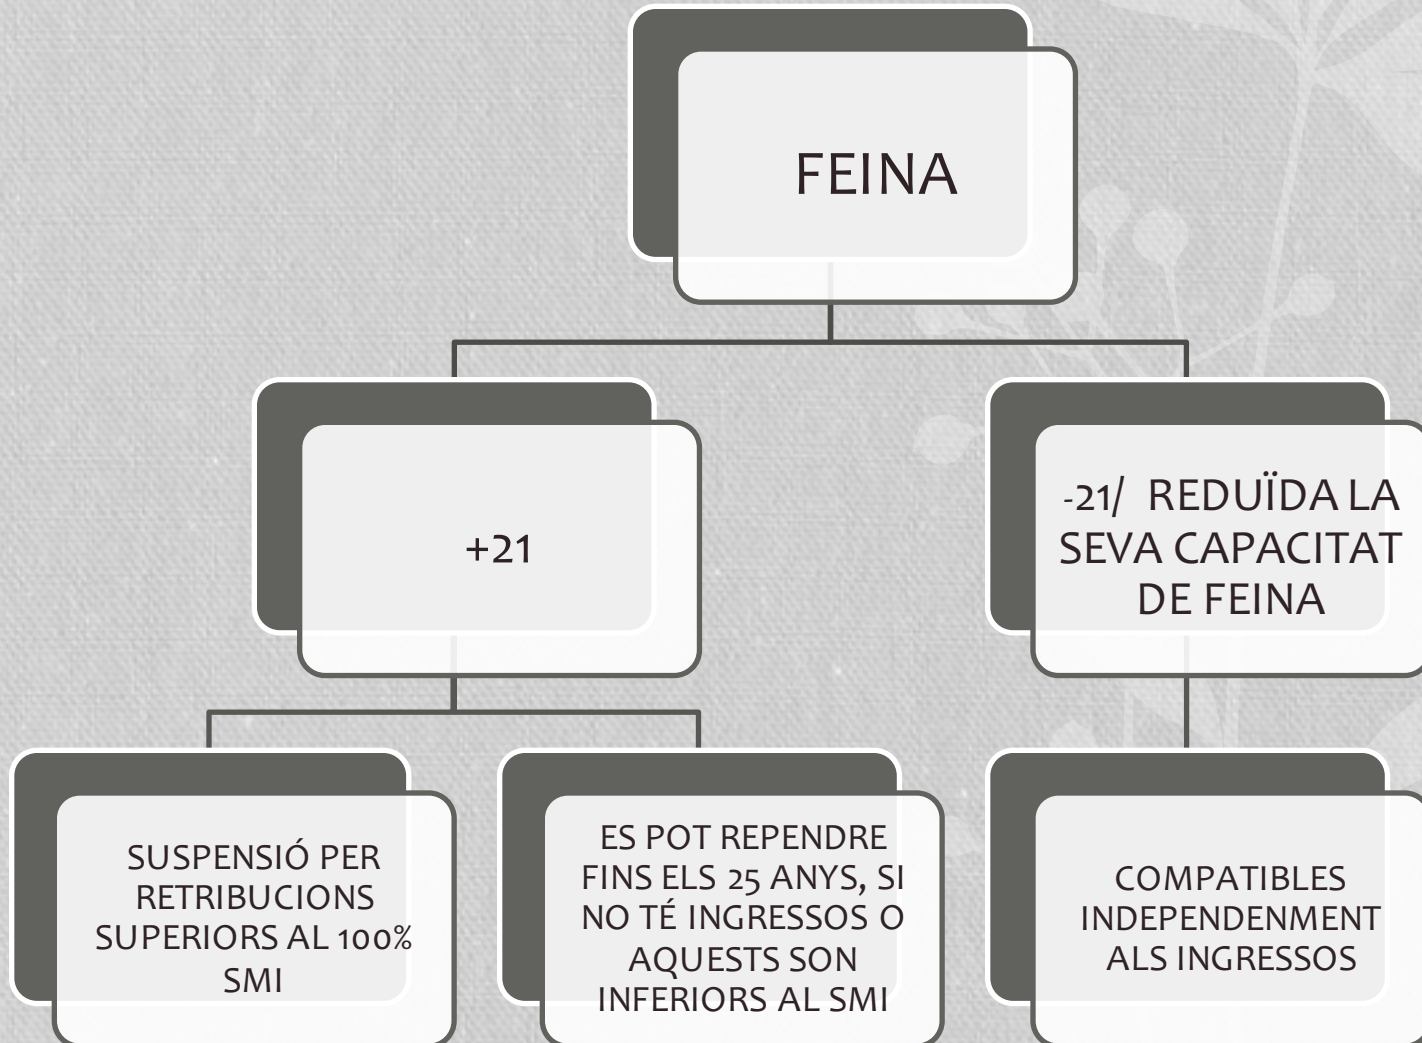 FEINA
+21
-21/ REDUÏDA LA
SEVA CAPACITAT
DE FEINA
SUSPENSIÓ PER
RETRIBUCIONS
SUPERIORS AL 100%
SMI
ES POT REPENDRE
FINS ELS 25 ANYS, SI
NO TÉ INGRESSOS O
AQUESTS SON
INFERIORS AL SMI
COMPATIBLES
INDEPENDENMENT
ALS INGRESSOS